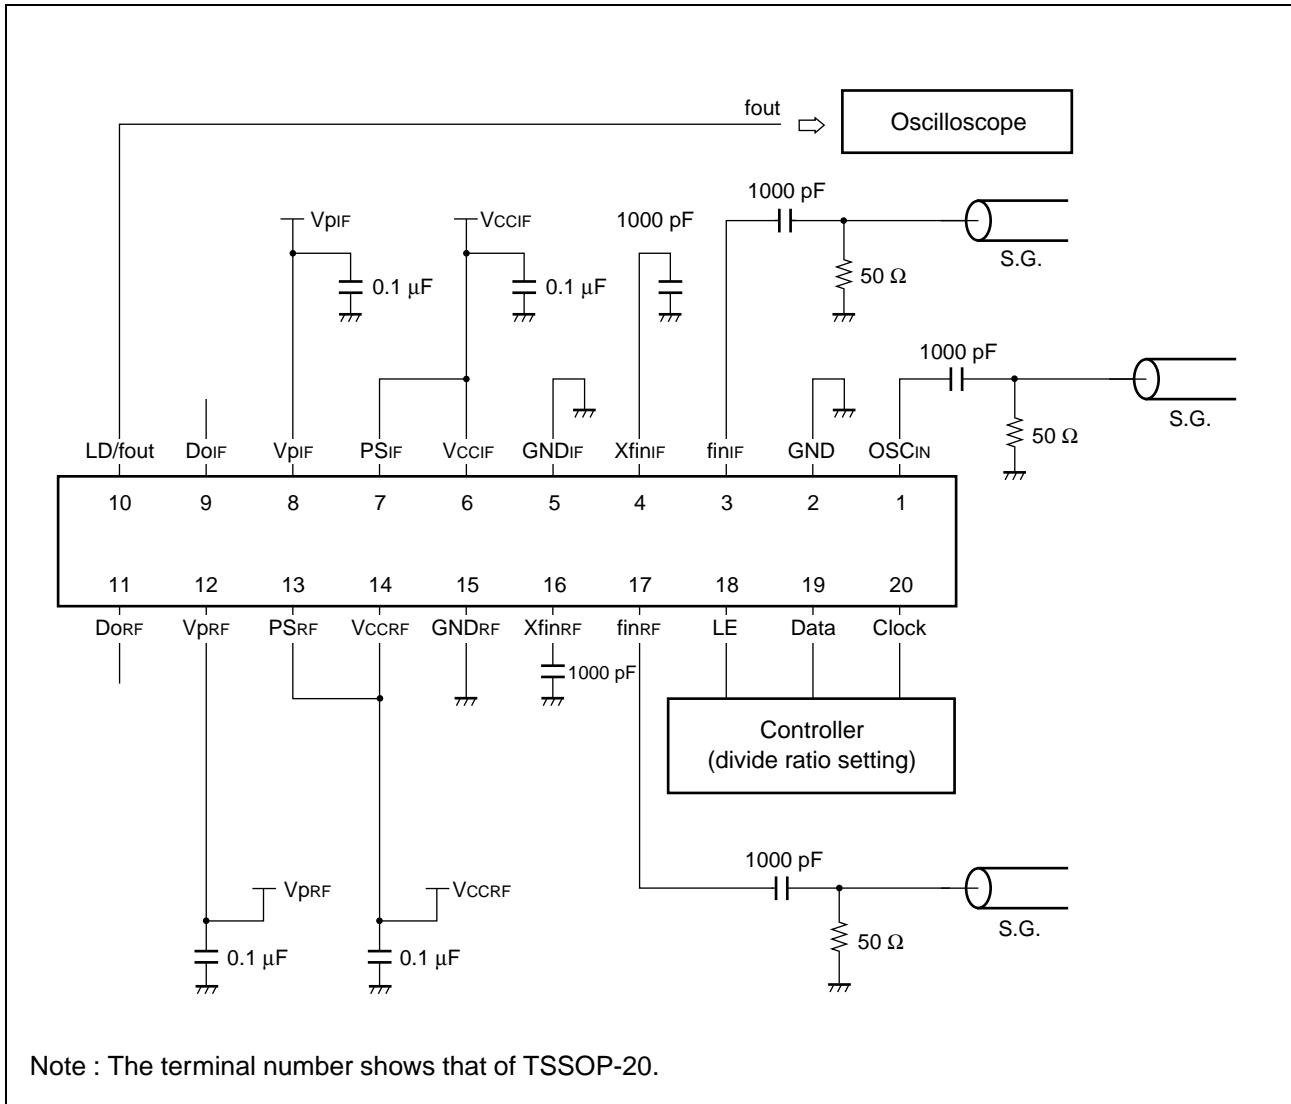 fout
Oscilloscope
1000 pF
S.G.
50 Ω
VpIF
0.1 μF
VCCIF
0.1 μF
1000 pF
1000 pF
S.G.
50 Ω
LD/fout DoIF VpIF PSIF VCCIF GNDIF XfinIF finIF GND OSCIN
10 9 8 7 6 5 4 3 2 1
11 12 13 14 15 16 17 18 19 20
DoRF VpRF PSRF VCCRF GNDRF XfinRF finRF LE Data Clock
1000 pF
Controller
(divide ratio setting)
VpRF
0.1 μF
VCCRF
0.1 μF
1000 pF
S.G.
50 Ω
Note : The terminal number shows that of TSSOP-20.